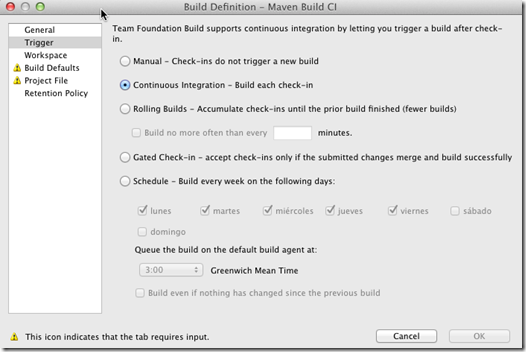 Build Definition - Maven Build CI
General
Trigger
Workspace
Build Defaults
Project File
Retention Policy
Team Foundation Build supports continuous integration by letting you trigger a build after check-
in.
Manual - Check-ins do not trigger a new build
Continuous Integration - Build each check-in
Rolling Builds - Accumulate check-ins until the prior build finished (fewer builds)
Build no more often than every minutes.
Gated Check-in - accept check-ins only if the submitted changes merge and build successfully
Schedule - Build every week on the following days:
lunes martes miércoles jueves viernes sábado
domingo
Queue the build on the default build agent at:
3:00 Greenwich Mean Time
Build even if nothing has changed since the previous build
This icon indicates that the tab requires input.
Cancel OK